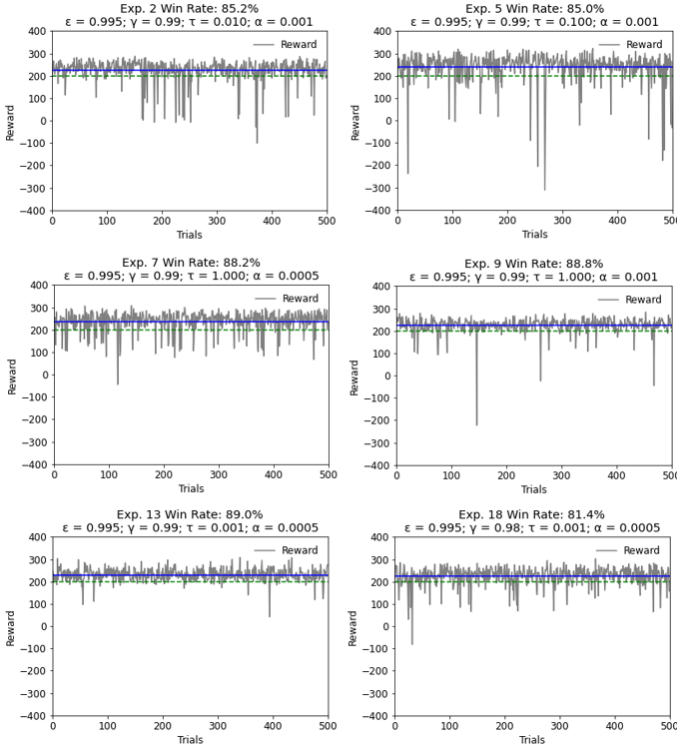 Exp. 2 Win Rate: 85.2%
ε = 0.995; γ = 0.99; τ = 0.010; α = 0.001
Reward
400
300
200
100
0
−100
−200
−300
−400
Reward
0 100 200 300 400 500
Trials
Exp. 5 Win Rate: 85.0%
ε = 0.995; γ = 0.99; τ = 0.100; α = 0.001
Reward
400
300
200
100
0
−100
−200
−300
−400
Reward
0 100 200 300 400 500
Trials
Exp. 7 Win Rate: 88.2%
ε = 0.995; γ = 0.99; τ = 1.000; α = 0.0005
Reward
400
300
200
100
0
−100
−200
−300
−400
Reward
0 100 200 300 400 500
Trials
Exp. 9 Win Rate: 88.8%
ε = 0.995; γ = 0.99; τ = 1.000; α = 0.001
Reward
400
300
200
100
0
−100
−200
−300
−400
Reward
0 100 200 300 400 500
Trials
Exp. 13 Win Rate: 89.0%
ε = 0.995; γ = 0.99; τ = 0.001; α = 0.0005
Reward
400
300
200
100
0
−100
−200
−300
−400
Reward
0 100 200 300 400 500
Trials
Exp. 18 Win Rate: 81.4%
ε = 0.995; γ = 0.98; τ = 0.001; α = 0.0005
Reward
400
300
200
100
0
−100
−200
−300
−400
Reward
0 100 200 300 400 500
Trials